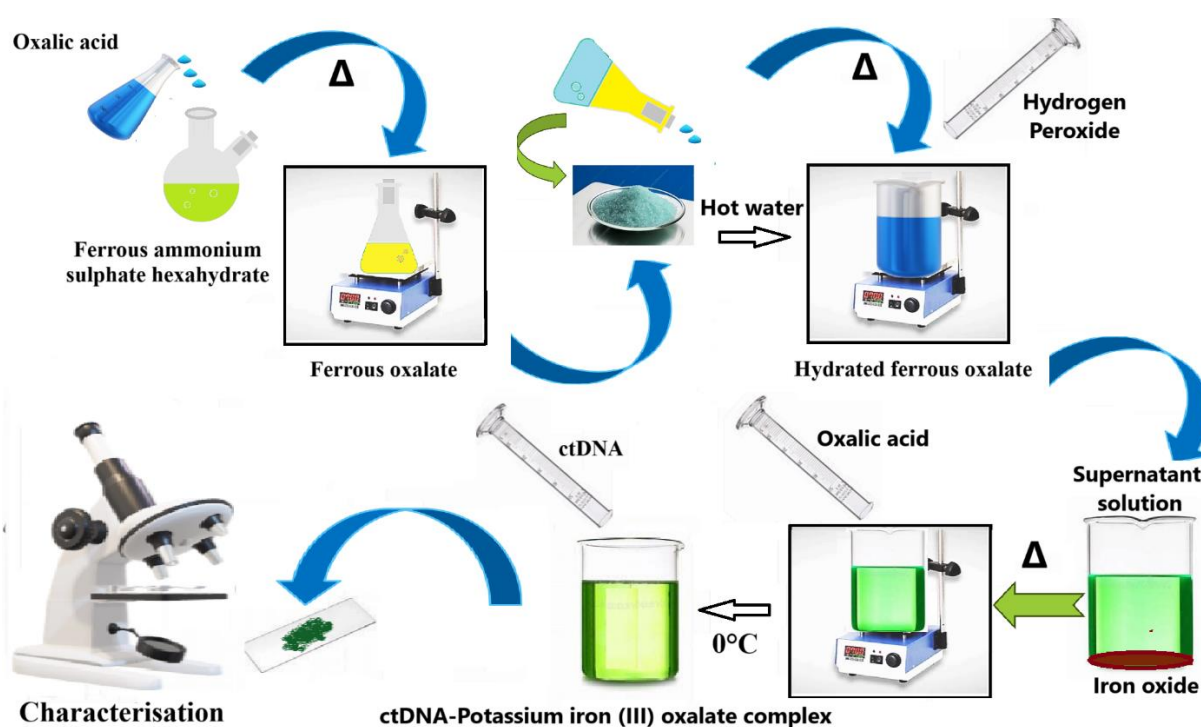 Oxalic acid
Δ
Δ
Hydrogen
Peroxide
Ferrous ammonium
sulphate hexahydrate
Hot water
Ferrous oxalate
Hydrated ferrous oxalate
ctDNA
Oxalic acid
Supernatant
solution
Δ
0°C
Iron oxide
Characterisation
ctDNA-Potassium iron (III) oxalate complex